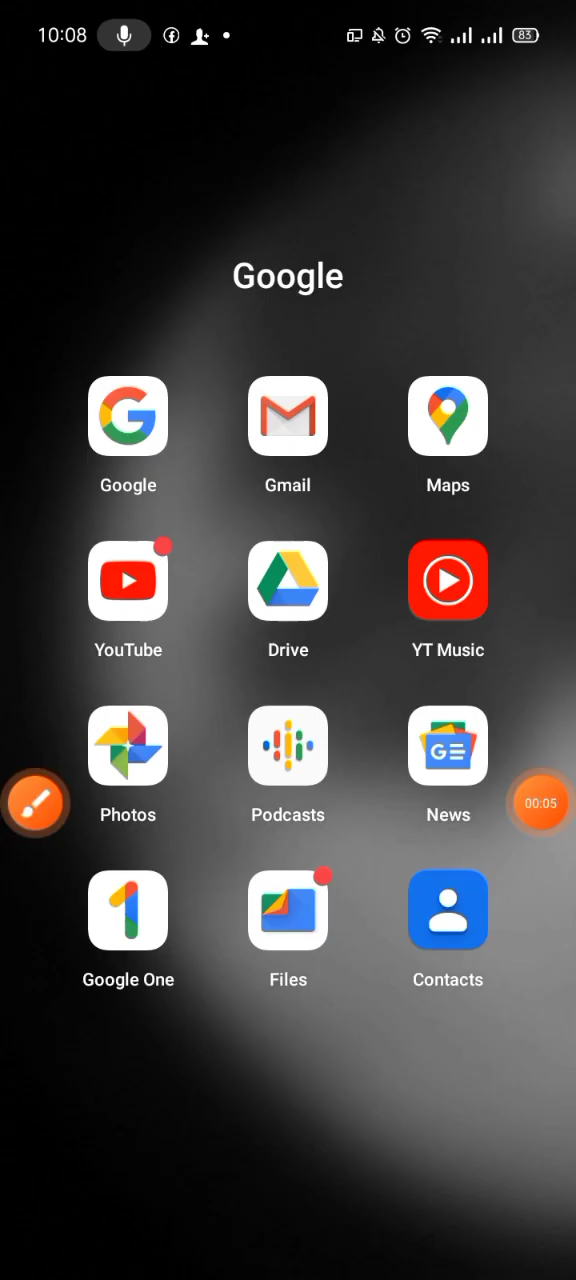 10:08
83
Google
Google
Gmail
Maps
YouTube
Drive
YT Music
Photos
Podcasts
News
00:05
Google One
Files
Contacts